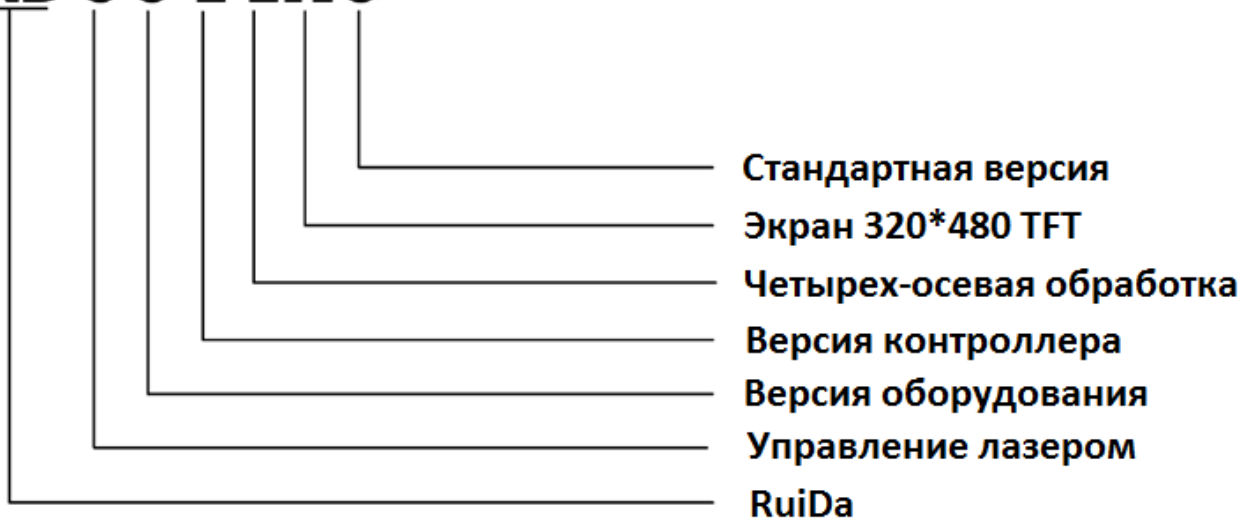 Стандартная версия
Экран 320*480 TFT
Четырех-осевая обработка
Версия контроллера
Версия оборудования
Управление лазером
RuiDa